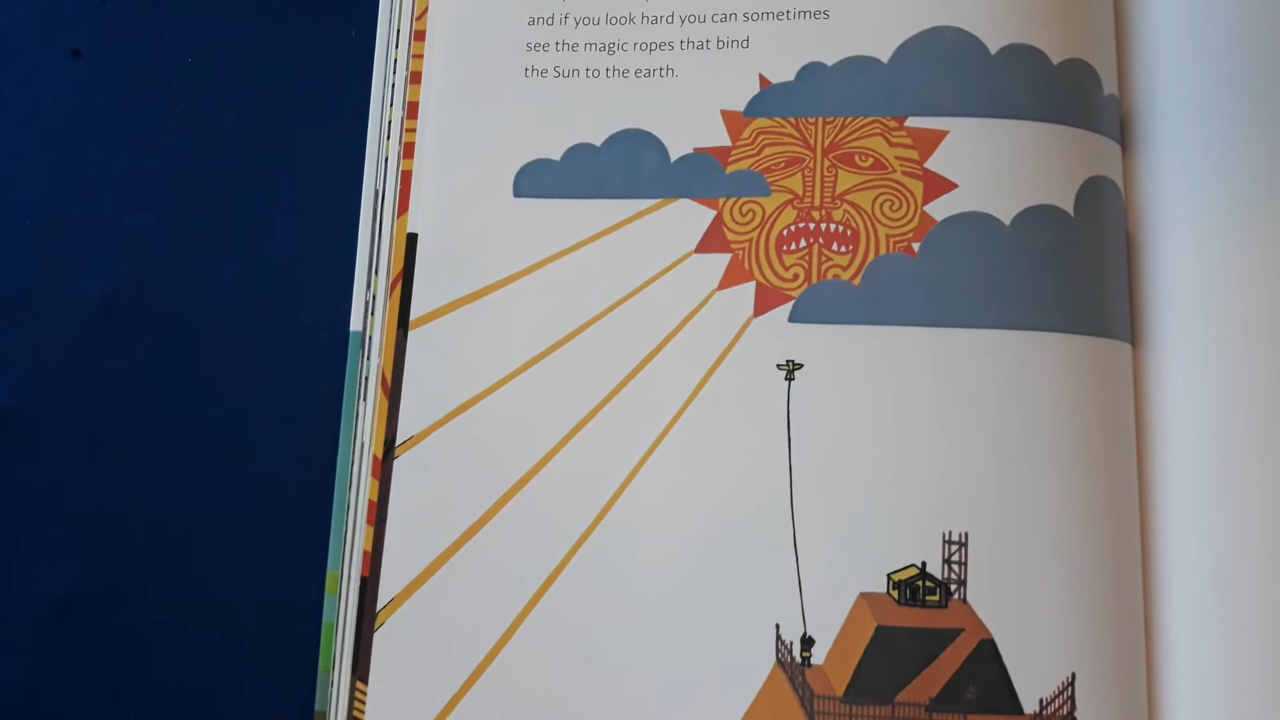 and if you look hard you can sometimes
see the magic ropes that bind
the Sun to the earth.